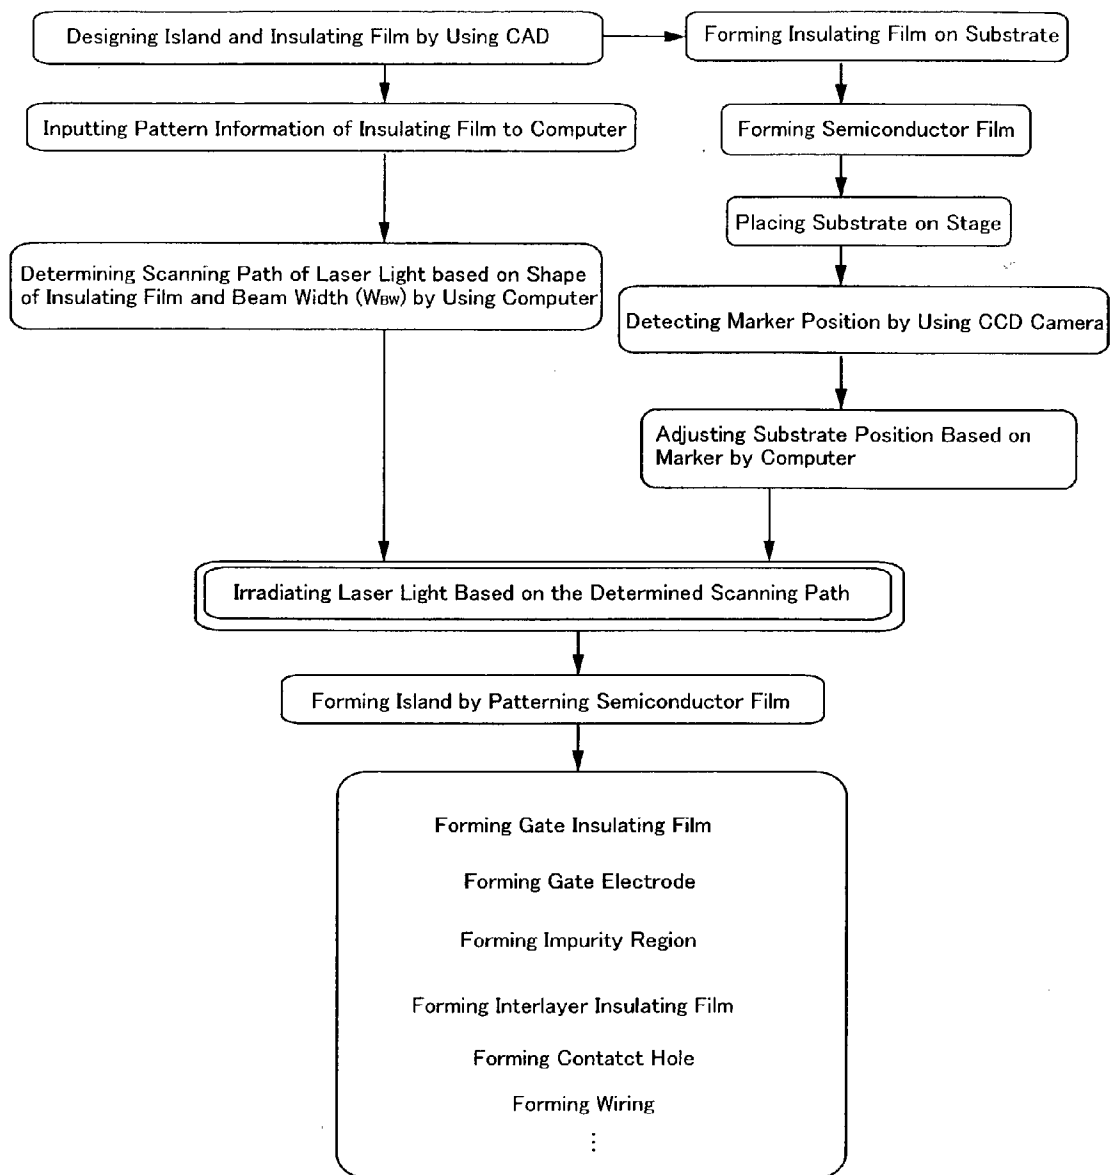 Designing Island and Insulating Film by Using CAD
Forming Insulating Film on Substrate
Inputting Pattern Information of Insulating Film to Computer
Forming Semiconductor Film
Placing Substrate on Stage
Determining Scanning Path of Laser Light based on Shape
of Insulating Film and Beam Width (WBW) by Using Computer
Detecting Marker Position by Using CCD Camera
Adjusting Substrate Position Based on
Marker by Computer
Irradiating Laser Light Based on the Determined Scanning Path
Forming Island by Patterning Semiconductor Film
Forming Gate Insulating Film
Forming Gate Electrode
Forming Impurity Region
Forming Interlayer Insulating Film
Forming Contatct Hole
Forming Wiring
⋮